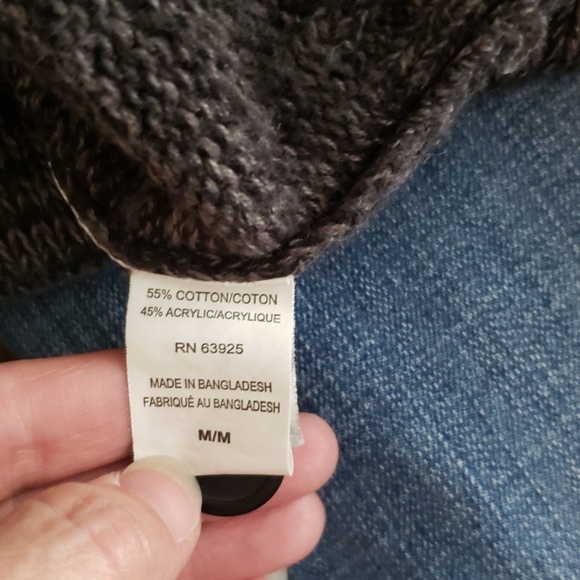 55% COTTON/COTON
45% ACRYLIC/ACRYLIQUE
RN 63925
MADE IN BANGLADESH
FABRIQUÉ AU BANGLADESH
M/M